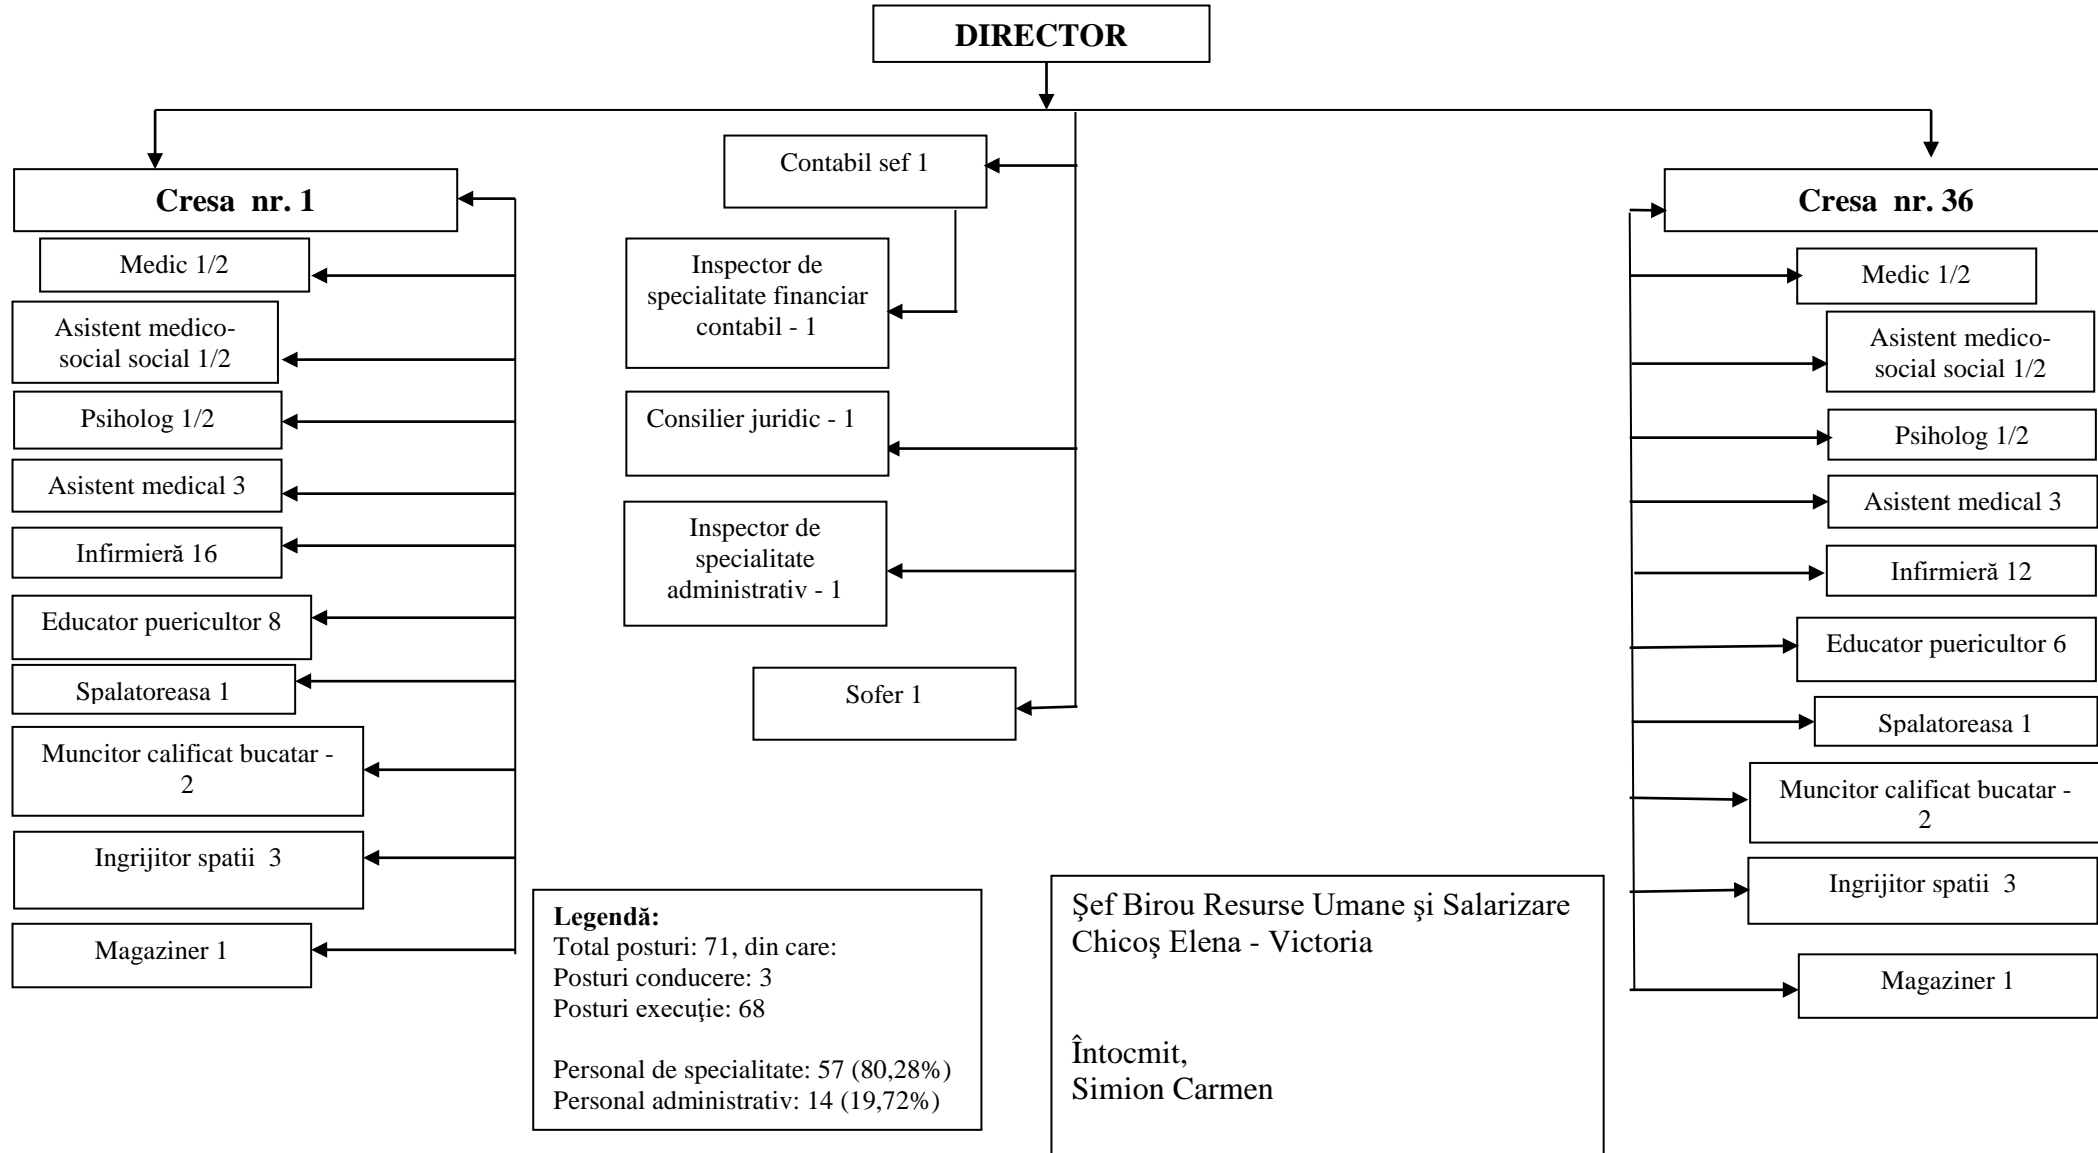 DIRECTOR
Cresa nr. 1
Medic 1/2
Asistent medico-
social social 1/2
Psiholog 1/2
Asistent medical 3
Infirmieră 16
Educator puericultor 8
Spalatoreasa 1
Muncitor calificat bucatar -
2
Ingrijitor spatii 3
Magaziner 1
Contabil sef 1
Inspector de
specialitate financiar
contabil - 1
Consilier juridic - 1
Inspector de
specialitate
administrativ - 1
Sofer 1
Cresa nr. 36
Medic 1/2
Asistent medico-
social social 1/2
Psiholog 1/2
Asistent medical 3
Infirmieră 12
Educator puericultor 6
Spalatoreasa 1
Muncitor calificat bucatar -
2
Ingrijitor spatii 3
Magaziner 1
Legendă:
Total posturi: 71, din care:
Posturi conducere: 3
Posturi execuţie: 68
Personal de specialitate: 57 (80,28%)
Personal administrativ: 14 (19,72%)
Şef Birou Resurse Umane şi Salarizare
Chicoş Elena - Victoria
Întocmit,
Simion Carmen